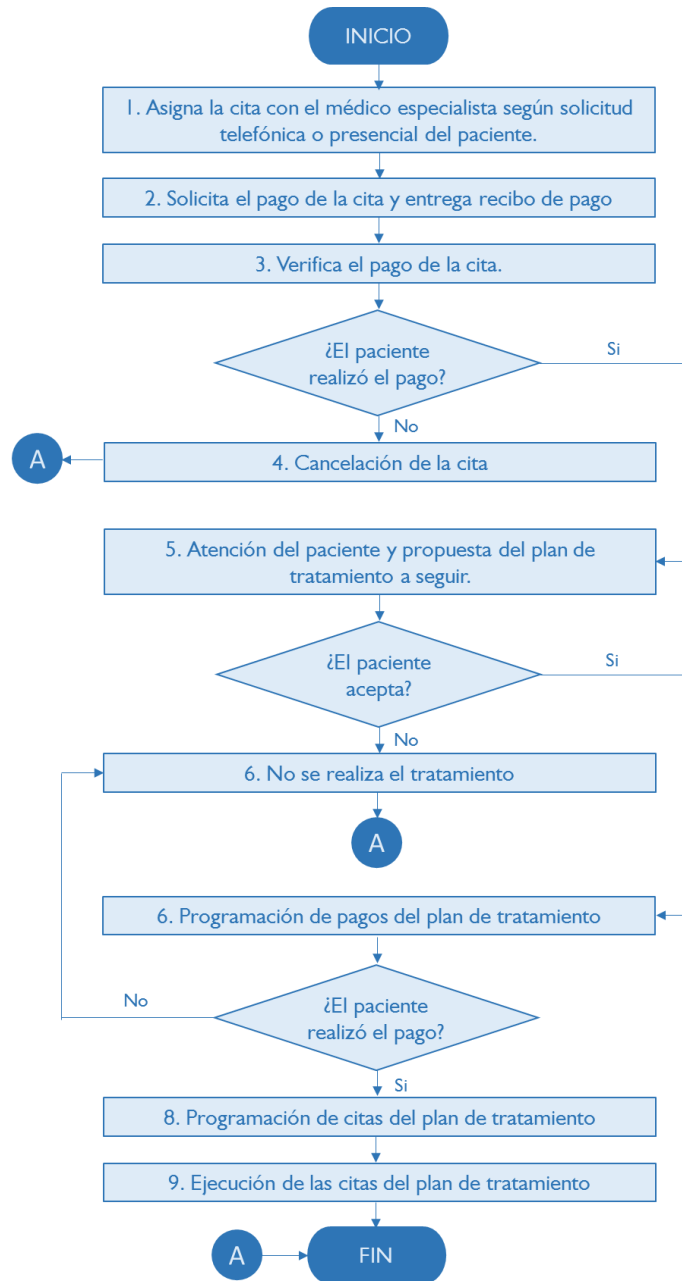 INICIO
1. Asigna la cita con el médico especialista según solicitud
telefónica o presencial del paciente.
2. Solicita el pago de la cita y entrega recibo de pago
3. Verifica el pago de la cita.
¿El paciente
realizó el pago?
Si
No
A
4. Cancelación de la cita
5. Atención del paciente y propuesta del plan de
tratamiento a seguir.
¿El paciente
acepta?
Si
No
6. No se realiza el tratamiento
A
6. Programación de pagos del plan de tratamiento
No
¿El paciente
realizó el pago?
Si
8. Programación de citas del plan de tratamiento
9. Ejecución de las citas del plan de tratamiento
A
FIN